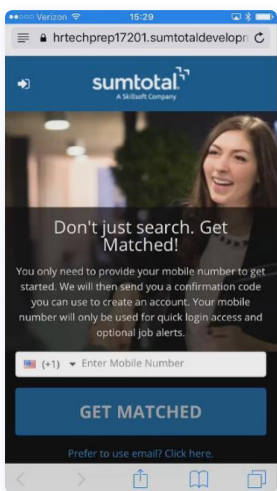 Verizon 15:29
hrtechprep17201.sumtotaldevelopn
sumtotal
A Skillsoft Company
Don't just search. Get
Matched!
You only need to provide your mobile number to get
started. We will then send you a confirmation code
you can use to create an account. Your mobile
number will only be used for quick login access and
optional job alerts.
(+1) Enter Mobile Number
GET MATCHED
Prefer to use email? Click here.